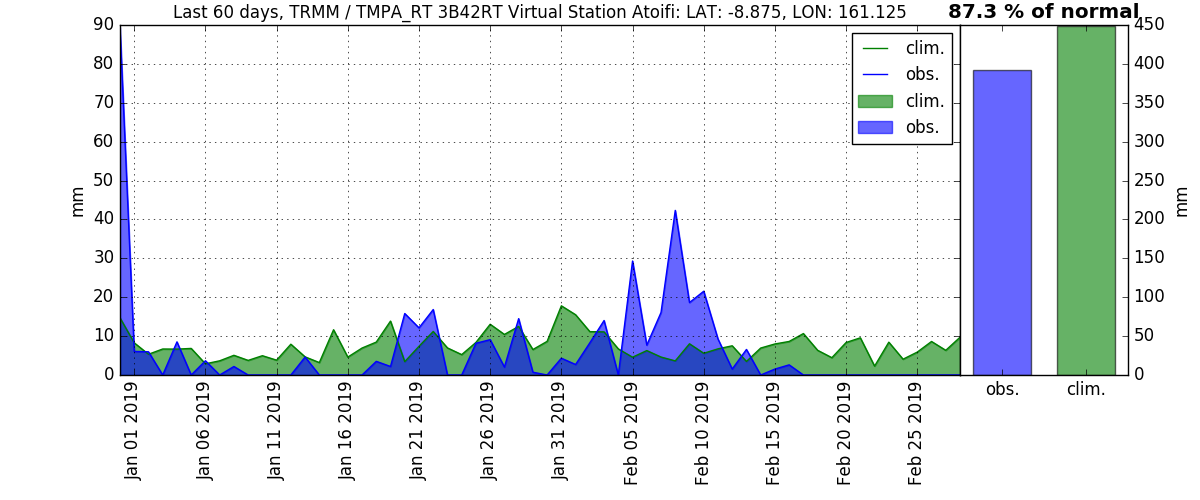 Last 60 days, TRMM / TMPA_RT 3B42RT Virtual Station Atoifi: LAT: -8.875, LON: 161.125
87.3 % of normal
90
80
70
60
50
40
30
20
10
0
mm
clim.
obs.
clim.
obs.
450
400
350
300
250
200
150
100
50
0
mm
Jan 01 2019
Jan 06 2019
Jan 11 2019
Jan 16 2019
Jan 21 2019
Jan 26 2019
Jan 31 2019
Feb 05 2019
Feb 10 2019
Feb 15 2019
Feb 20 2019
Feb 25 2019
obs.
clim.